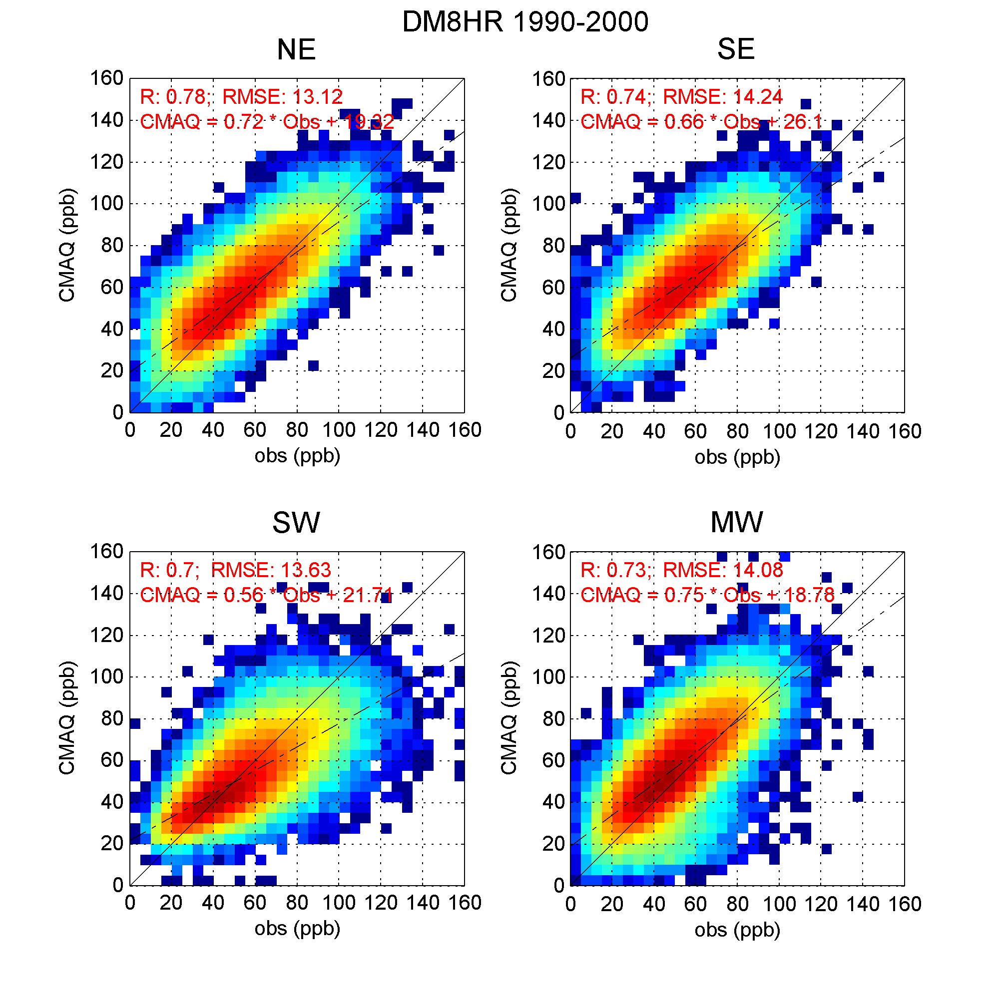 DM8HR 1990-2000
NE
R: 0.78; RMSE: 13.12
CMAQ = 0.72 * Obs + 19.32
CMAQ (ppb)
160
140
120
100
80
60
40
20
0
0 20 40 60 80 100 120 140 160
obs (ppb)
SE
R: 0.74; RMSE: 14.24
CMAQ = 0.66 * Obs + 26.1
CMAQ (ppb)
160
140
120
100
80
60
40
20
0
0 20 40 60 80 100 120 140 160
obs (ppb)
SW
R: 0.7; RMSE: 13.63
CMAQ = 0.56 * Obs + 21.71
CMAQ (ppb)
160
140
120
100
80
60
40
20
0
0 20 40 60 80 100 120 140 160
obs (ppb)
MW
R: 0.73; RMSE: 14.08
CMAQ = 0.75 * Obs + 18.78
CMAQ (ppb)
160
140
120
100
80
60
40
20
0
0 20 40 60 80 100 120 140 160
obs (ppb)